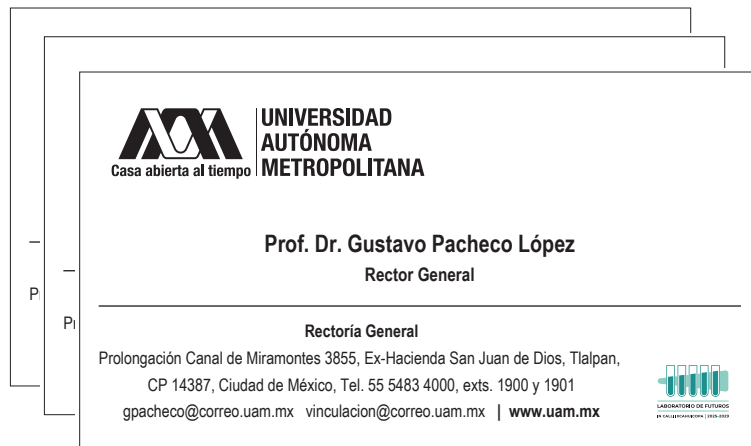 UNIVERSIDAD
AUTÓNOMA
METROPOLITANA
Casa abierta al tiempo
Prof. Dr. Gustavo Pacheco López
Rector General
Rectoría General
Prolongación Canal de Miramontes 3855, Ex-Hacienda San Juan de Dios, Tlalpan,
CP 14387, Ciudad de México, Tel. 55 5483 4000, exts. 1900 y 1901
gpacheco@correo.uam.mx vinculacion@correo.uam.mx | www.uam.mx
LABORATORIO DE FUTUROS